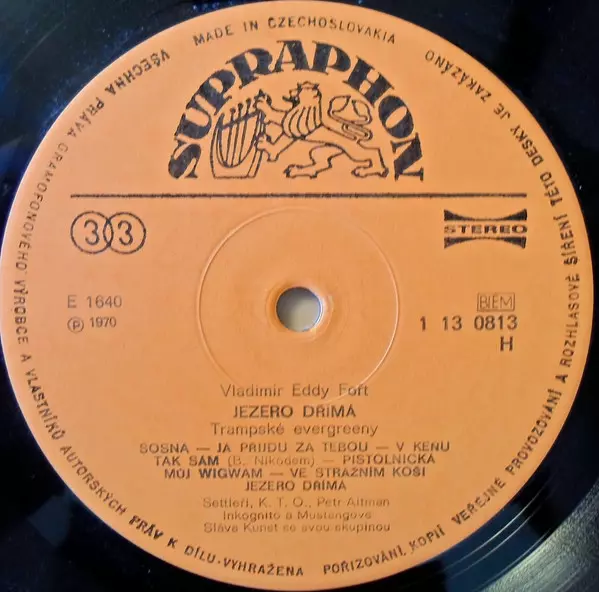 MADE IN CZECHOSLOVAKIA
SUPRAPHON
33
STEREO
E 1640
Ⓟ 1970
BIEM
1 13 0813
H
Vladimír Eddy Fořt
JEZERO DŘÍMÁ
Trampské evergreeny
SOSNA — JÁ PŘIJDU ZA TEBOU — V KEŇU
TAK SÁM (B. Nikodem) — PISTOLNICKÁ
MŮJ WIGWAM — VE STRÁŽNÍM KOŠI
JEZERO DŘÍMÁ
Settleři, K. T. O., Petr Altman
Inkognito a Mustangové
Sláva Kunst se svou skupinou
VŠECHNA PRÁVA GRAMOFONOVÉHO VÝROBCE A VLASTNÍKŮ AUTORSKÝCH PRÁV K DÍLU·VYHRAŽENA POŘIZOVÁNÍ KOPIÍ VEŘEJNÉ PROVOZOVÁNÍ A ROZHLASOVÉ ŠÍŘENÍ TÉTO DESKY JE ZAKÁZÁNO